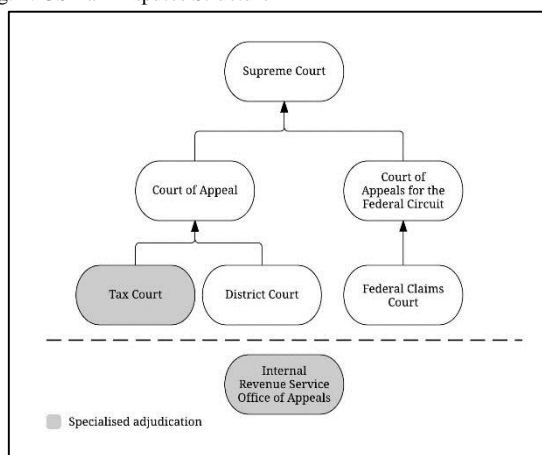 Supreme Court
Court of Appeal
Court of
Appeals for the
Federal Circuit
Tax Court
District Court
Federal Claims
Court
Internal
Revenue Service
Office of Appeals
Specialised adjudication